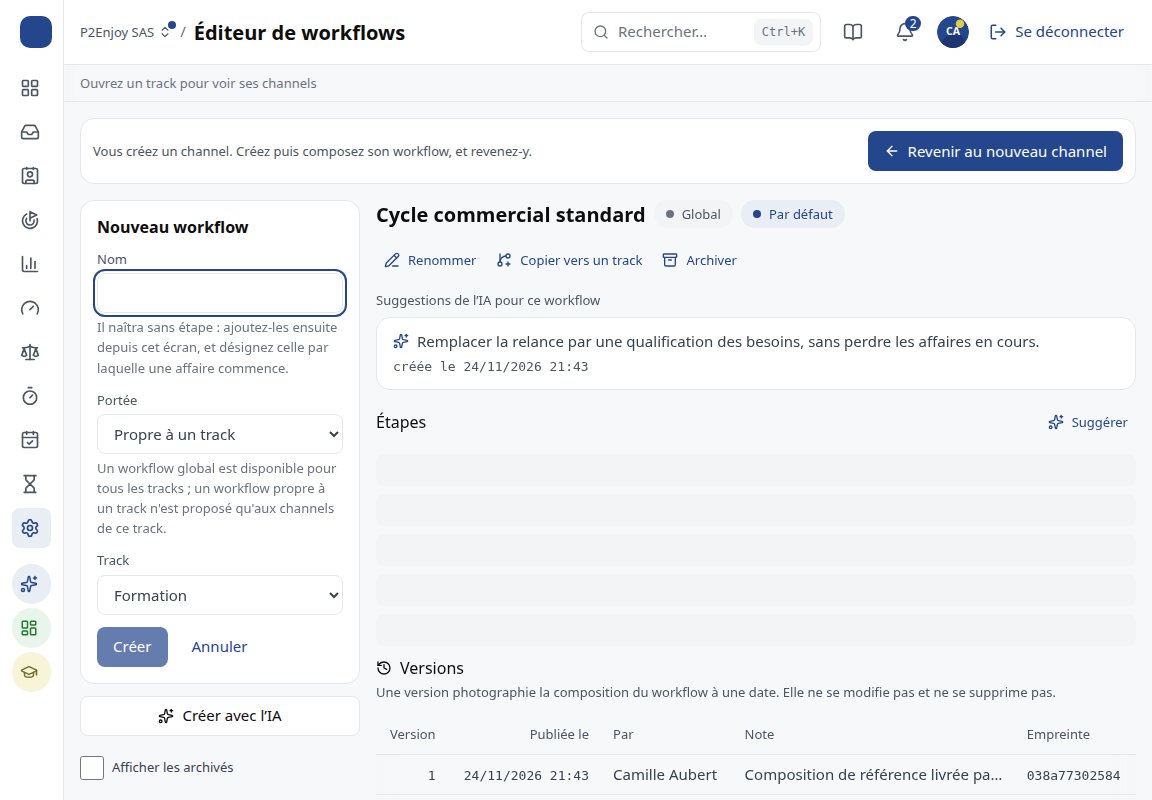 P2Enjoy SAS / Éditeur de workflows
Rechercher... Ctrl+K
2
CA
Se déconnecter
Ouvrez un track pour voir ses channels
Vous créez un channel. Créez puis composez son workflow, et revenez-y.
Revenir au nouveau channel
Nouveau workflow
Nom
Il naîtra sans étape : ajoutez-les ensuite
depuis cet écran, et désignez celle par
laquelle une affaire commence.
Portée
Propre à un track
Un workflow global est disponible pour
tous les tracks ; un workflow propre à
un track n'est proposé qu'aux channels
de ce track.
Track
Formation
Créer Annuler
Créer avec l’IA
Afficher les archivés
Cycle commercial standard Global Par défaut
Renommer Copier vers un track Archiver
Suggestions de l’IA pour ce workflow
Remplacer la relance par une qualification des besoins, sans perdre les affaires en cours.
créée le 24/11/2026 21:43
Étapes Suggérer
Versions
Une version photographie la composition du workflow à une date. Elle ne se modifie pas et ne se supprime pas.
Version Publiée le Par Note Empreinte
1 24/11/2026 21:43 Camille Aubert Composition de référence livrée pa... 038a77302584